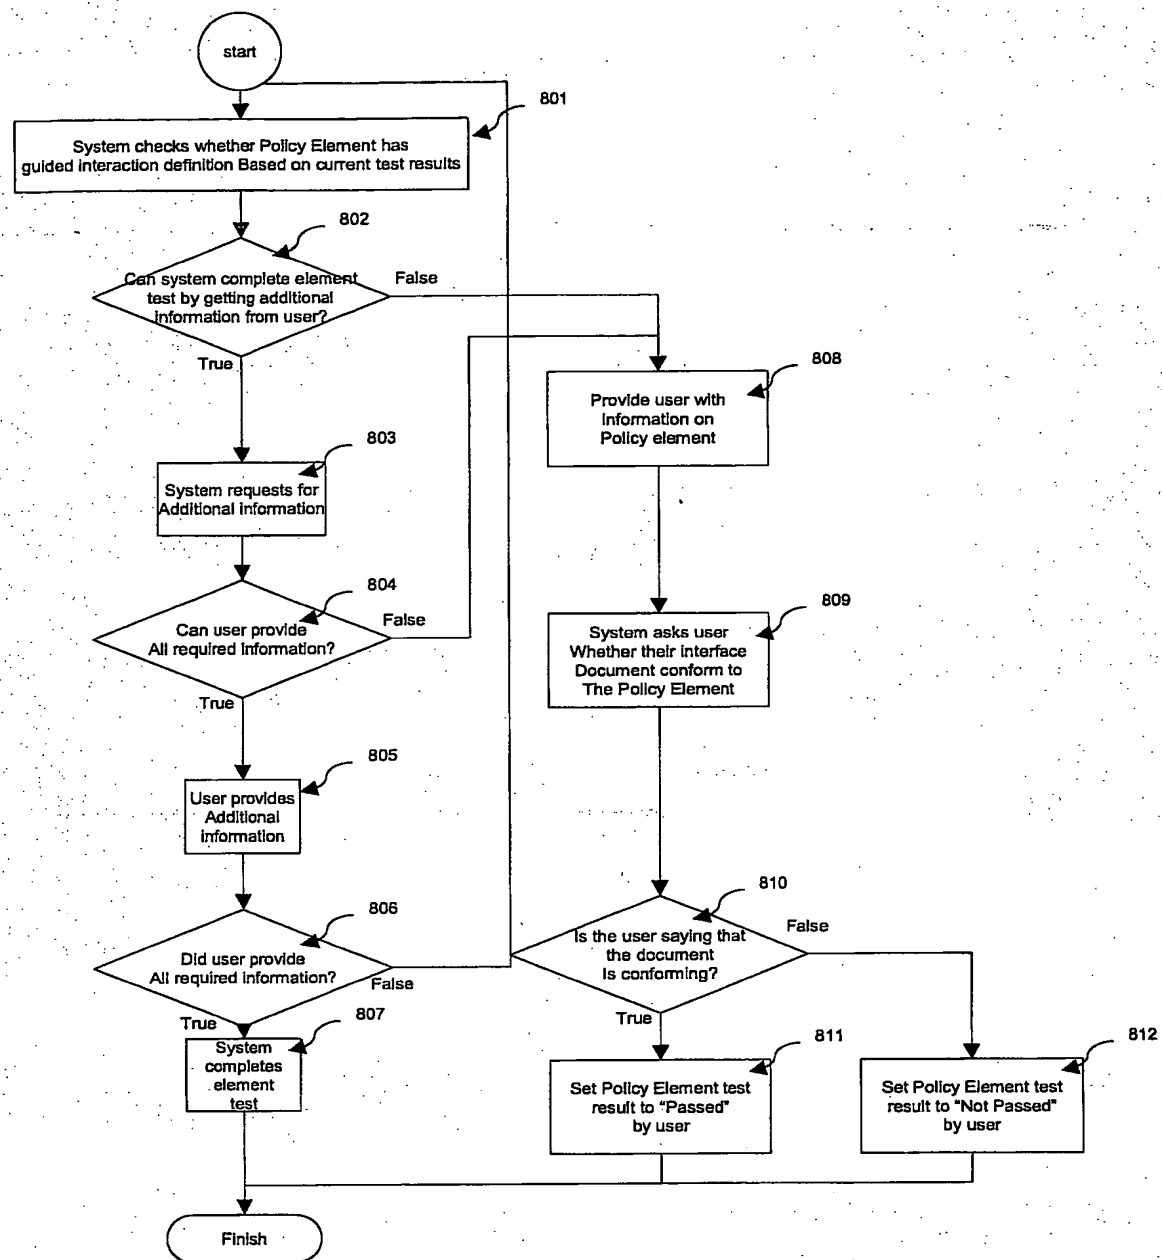 start
801
System checks whether Policy Element has
guided interaction definition Based on current test results
802
Can system complete element
test by getting additional
information from user?
False
True
803
System requests for
Additional information
804
Can user provide
All required information?
False
True
805
User provides
Additional
information
806
Did user provide
All required information?
False
True
807
System
completes
element
test
808
Provide user with
Information on
Policy element
809
System asks user
Whether their interface
Document conform to
The Policy Element
810
Is the user saying that
the document
Is conforming?
False
True
811
Set Policy Element test
result to "Passed"
by user
812
Set Policy Element test
result to "Not Passed"
by user
Finish